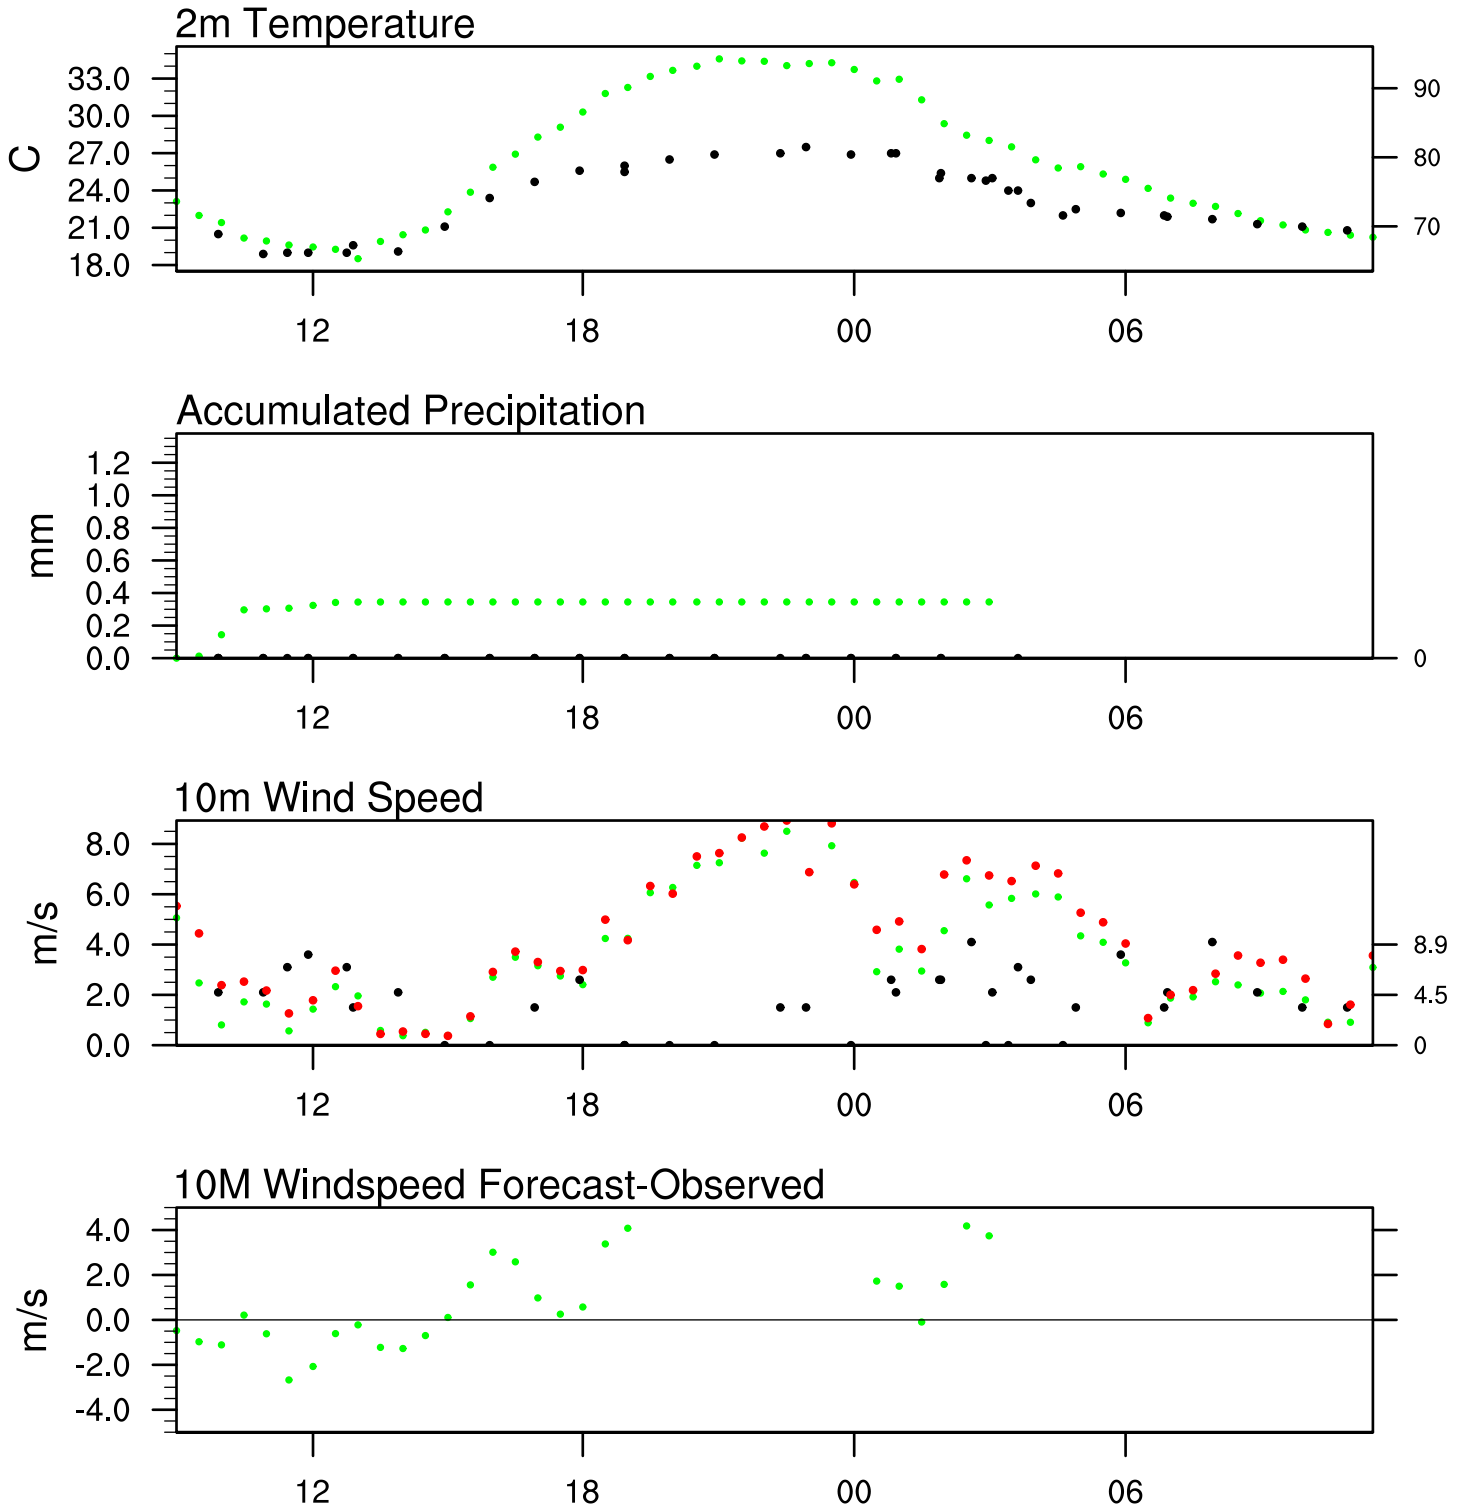 2m Temperature
33.0
30.0
27.0
24.0
21.0
18.0
C
90
80
70
12 18 00 06
Accumulated Precipitation
1.2
1.0
0.8
0.6
0.4
0.2
0.0
mm
0
12 18 00 06
10m Wind Speed
8.0
6.0
4.0
2.0
0.0
m/s
8.9
4.5
0
12 18 00 06
10M Windspeed Forecast-Observed
4.0
2.0
0.0
-2.0
-4.0
m/s
12 18 00 06